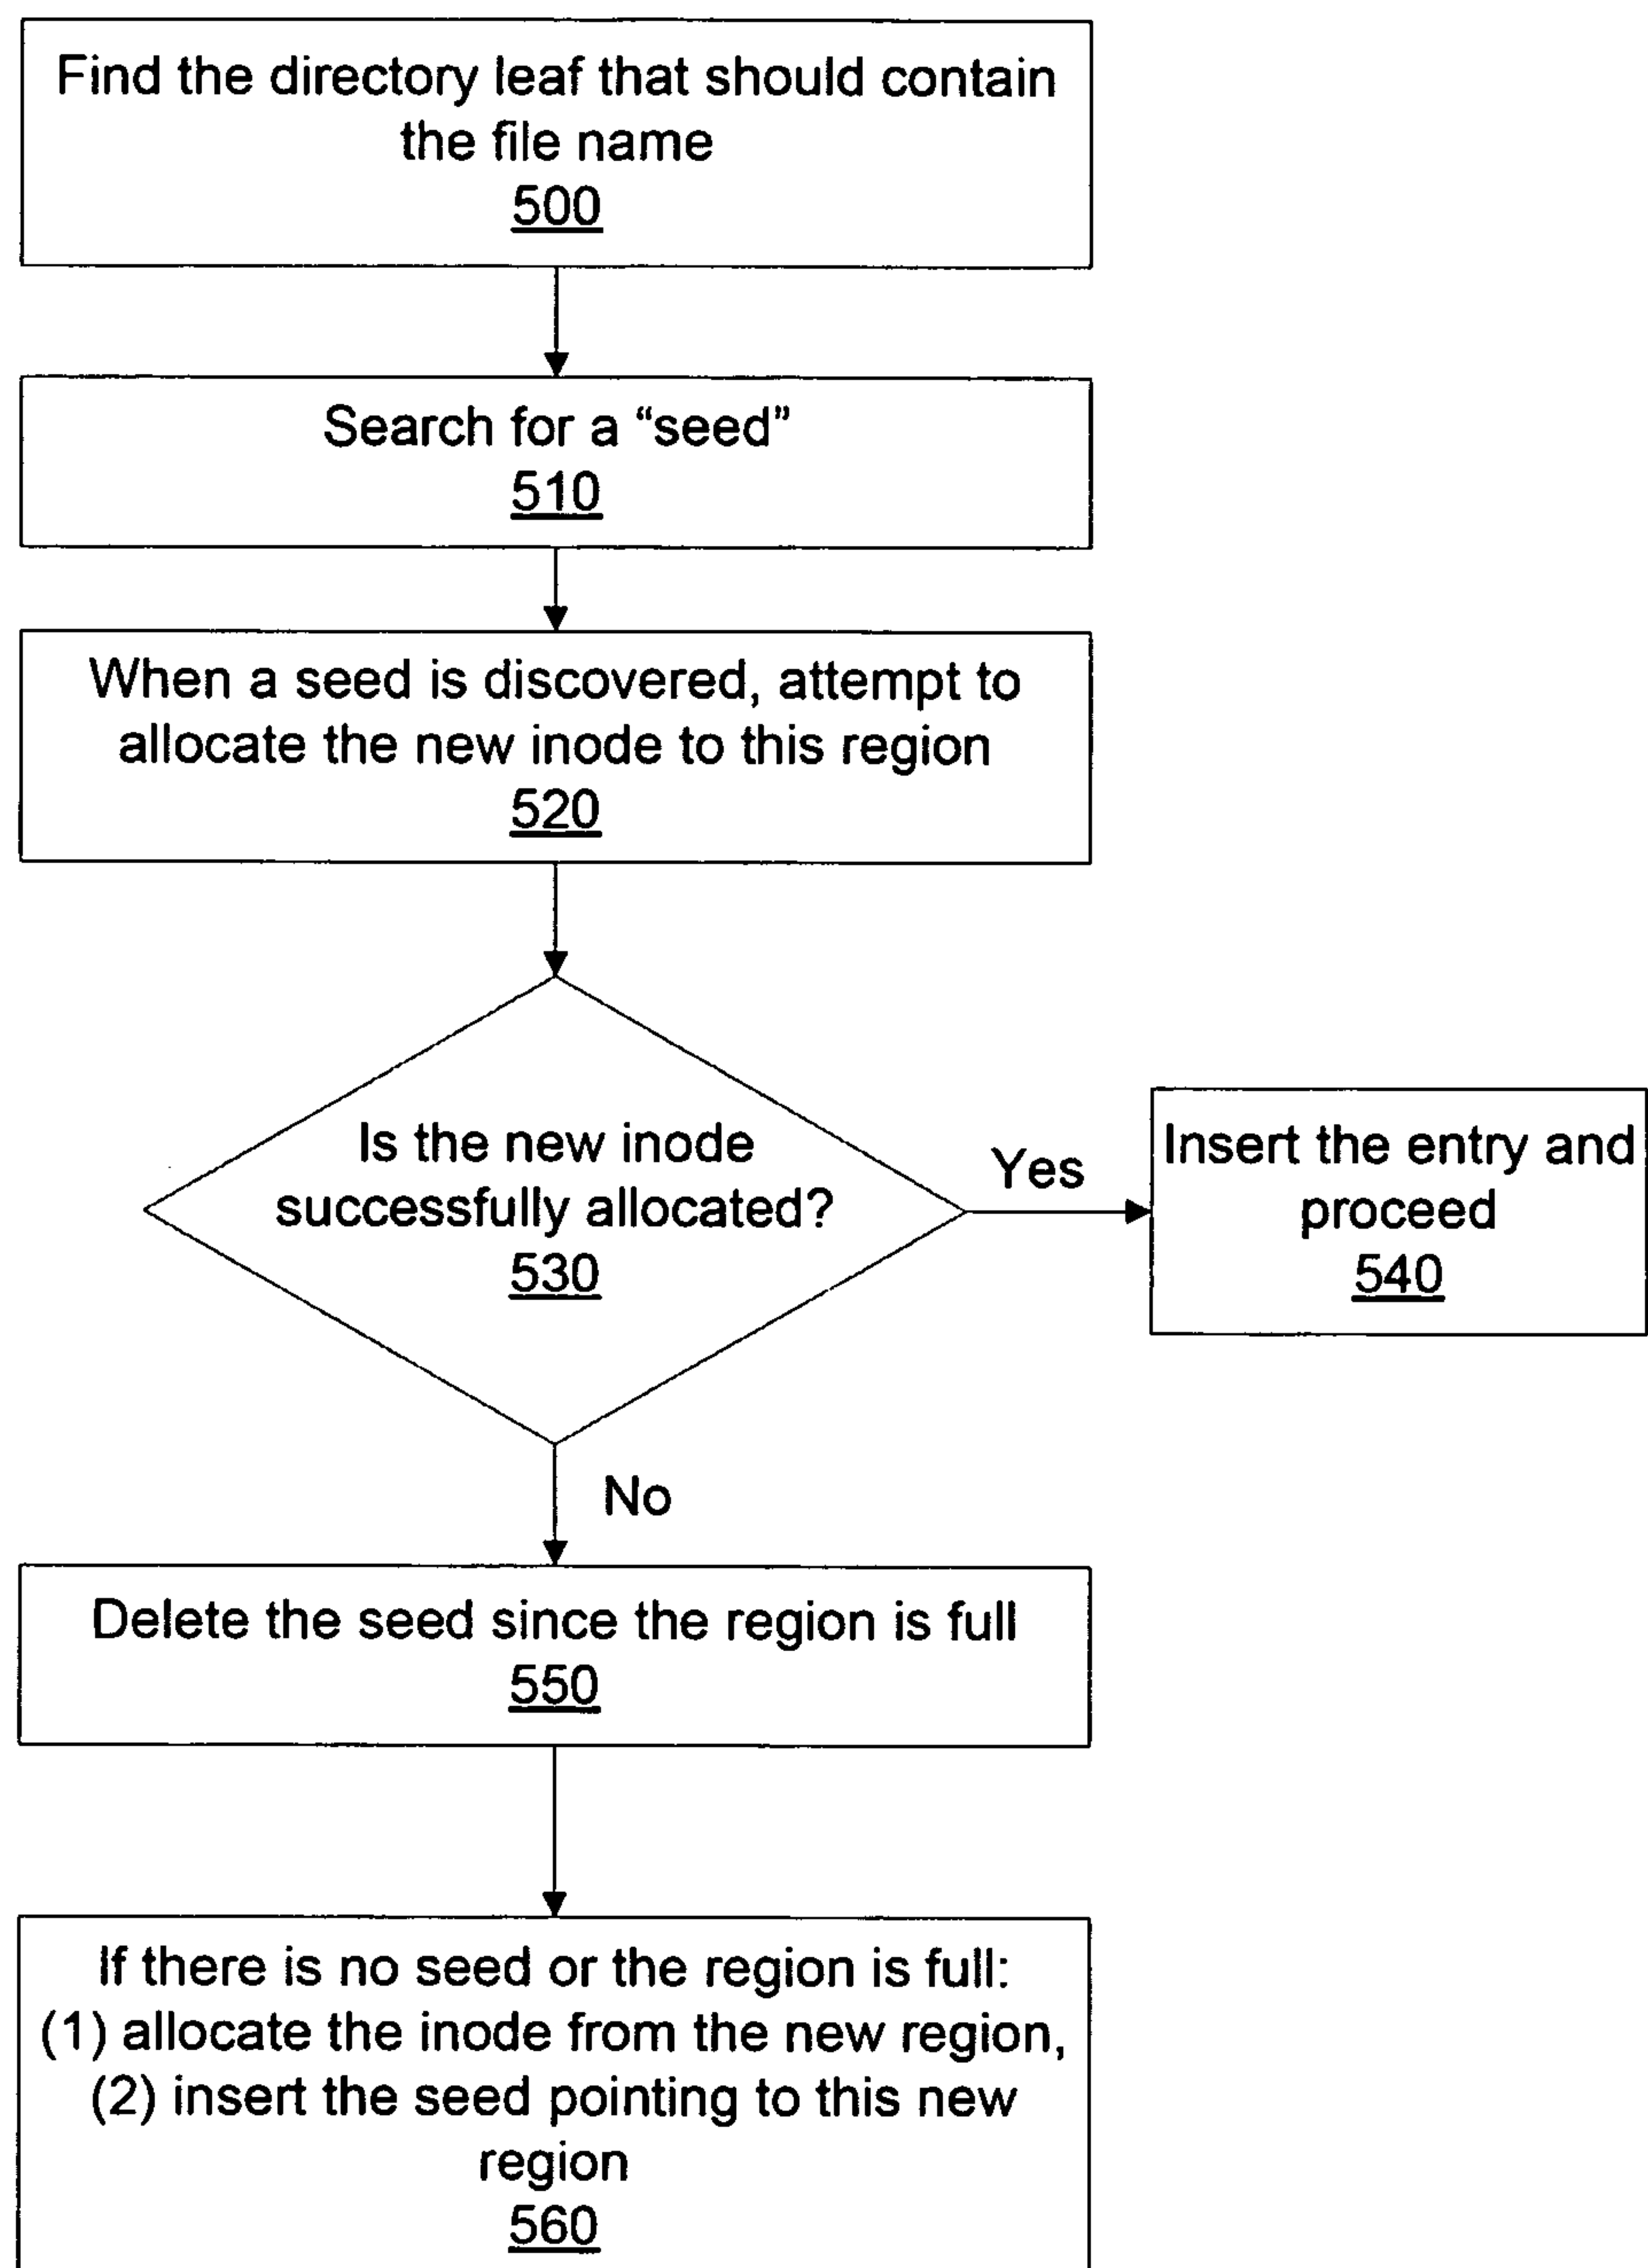 Find the directory leaf that should contain
the file name
500
Search for a “seed”
510
When a seed is discovered, attempt to
allocate the new inode to this region
520
Is the new inode
successfully allocated?
530
Yes
Insert the entry and
proceed
540
No
Delete the seed since the region is full
550
If there is no seed or the region is full:
(1) allocate the inode from the new region,
(2) insert the seed pointing to this new
region
560